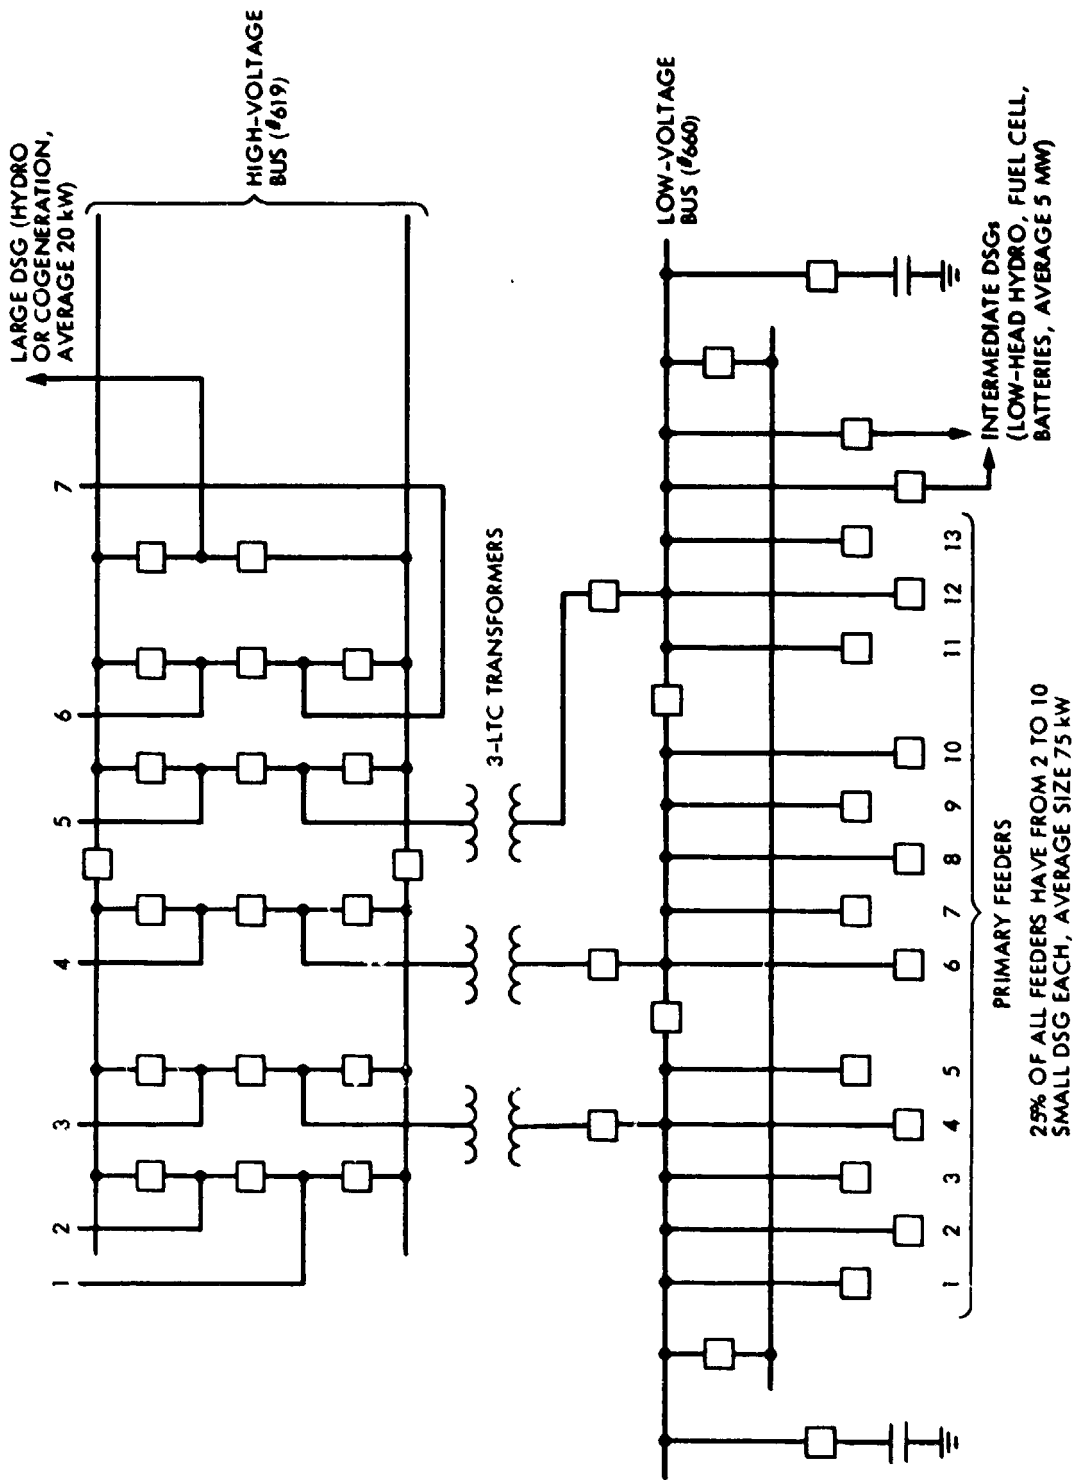 LARGE DSG (HYDRO
OR COGENERATION,
AVERAGE 20 kW)
HIGH-VOLTAGE
BUS (#619)
1
2
3
4
5
6
7
3-LTC TRANSFORMERS
LOW-VOLTAGE
BUS (#660)
1
2
3
4
5
6
7
8
9
10
11
12
13
INTERMEDIATE DSGs
(LOW-HEAD HYDRO, FUEL CELL,
BATTERIES, AVERAGE 5 MW)
PRIMARY FEEDERS
25% OF ALL FEEDERS HAVE FROM 2 TO 10
SMALL DSG EACH, AVERAGE SIZE 75 kW